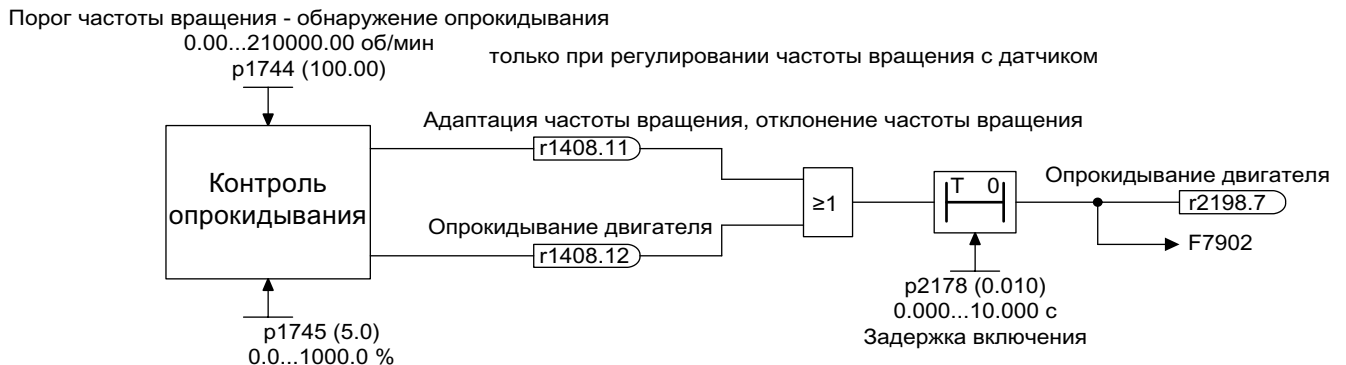 Порог частоты вращения - обнаружение опрокидывания
0.00...210000.00 об/мин
p1744 (100.00)
только при регулировании частоты вращения с датчиком
Адаптация частоты вращения, отклонение частоты вращения
r1408.11
Контроль
опрокидывания
≥1
T 0
Опрокидывание двигателя
r2198.7
Опрокидывание двигателя
r1408.12
F7902
p2178 (0.010)
0.000...10.000 с
Задержка включения
p1745 (5.0)
0.0...1000.0 %